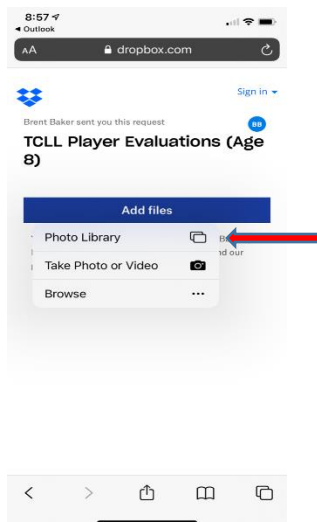 8:57
◀ Outlook
AA dropbox.com
Sign in
Brent Baker sent you this request
BB
TCLL Player Evaluations (Age
8)
Add files
Photo Library
Take Photo or Video
Browse